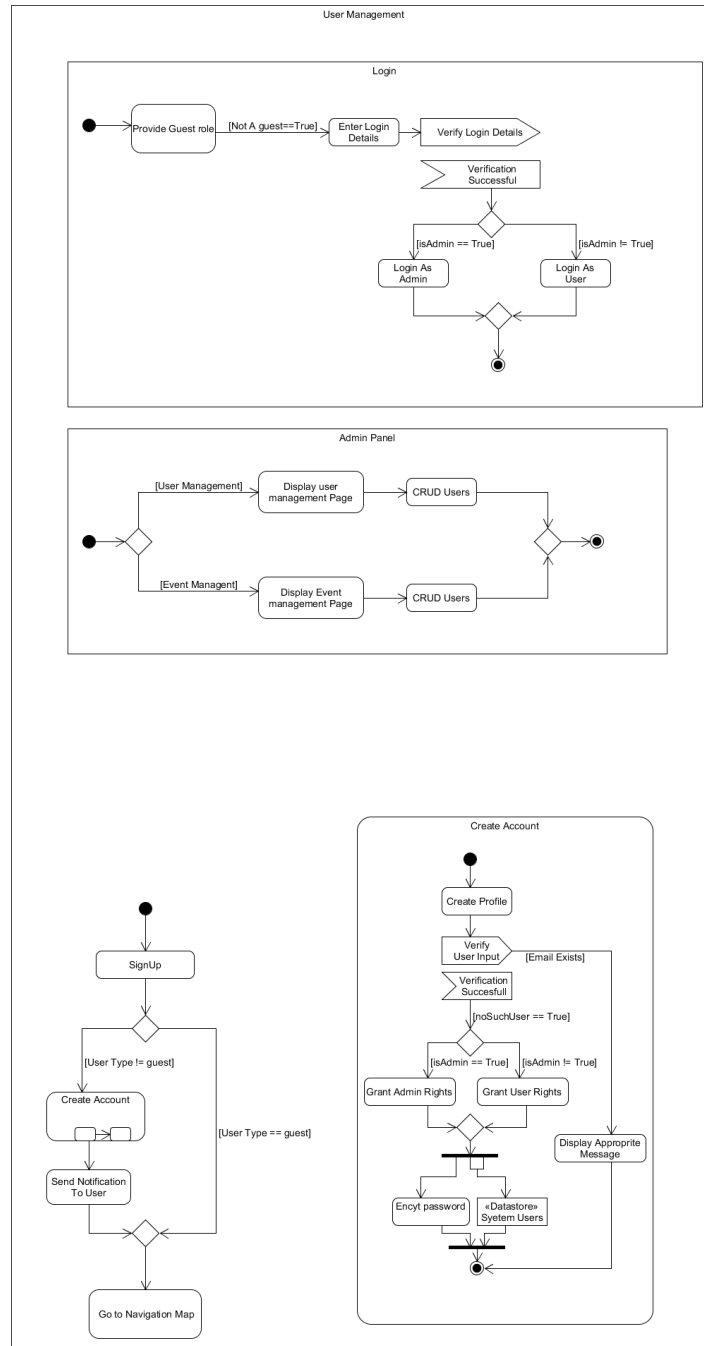 User Management
Login
Provide Guest role
[Not A guest==True]
Enter Login
Details
Verify Login Details
Verification
Successful
[isAdmin == True]
[isAdmin != True]
Login As
Admin
Login As
User
Admin Panel
[User Management]
Display user
management Page
CRUD Users
[Event Managent]
Display Event
management Page
CRUD Users
Create Account
Create Profile
Verify
User Input
[Email Exists]
Verification
Succesfull
[noSuchUser == True]
[isAdmin == True]
[isAdmin != True]
Grant Admin Rights
Grant User Rights
Display Approprite
Message
Encyt password
«Datastore»
Syetem Users
SignUp
[User Type != guest]
Create Account
[User Type == guest]
Send Notification
To User
Go to Navigation Map